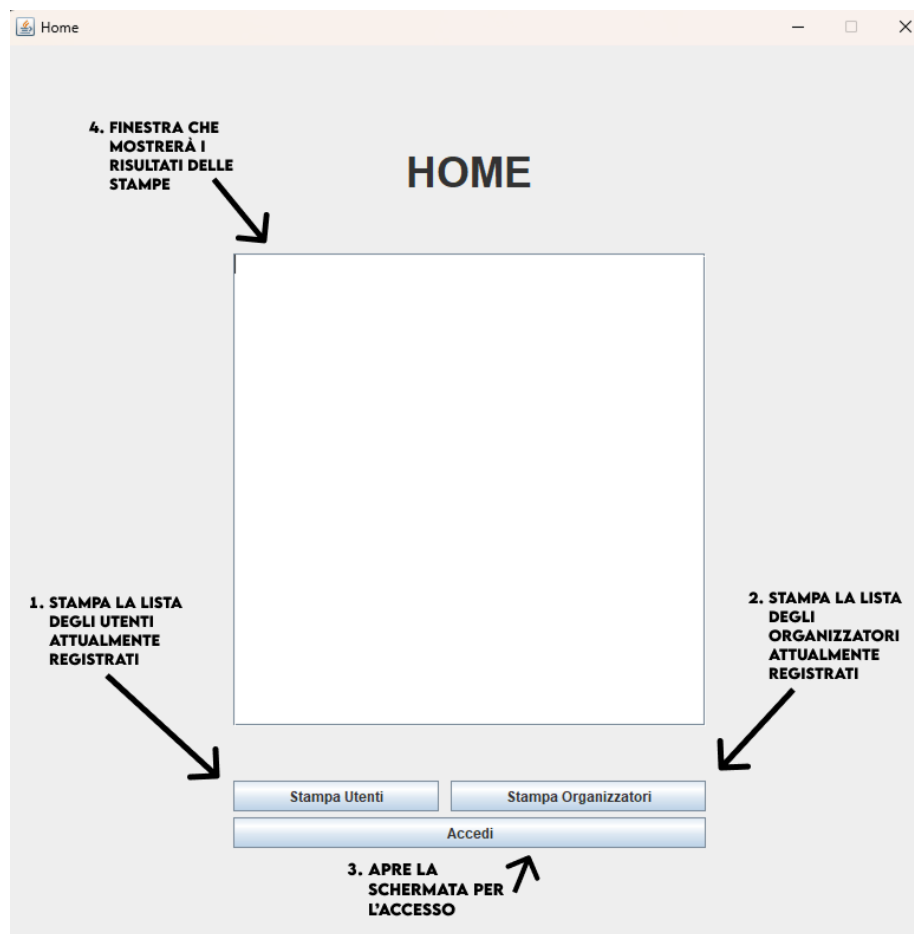 Home
4. FINESTRA CHE
MOSTRERÀ I
RISULTATI DELLE
STAMPE
HOME
1. STAMPA LA LISTA
DEGLI UTENTI
ATTUALMENTE
REGISTRATI
2. STAMPA LA LISTA
DEGLI
ORGANIZZATORI
ATTUALMENTE
REGISTRATI
Stampa Utenti
Stampa Organizzatori
Accedi
3. APRE LA
SCHERMATA PER
L'ACCESSO